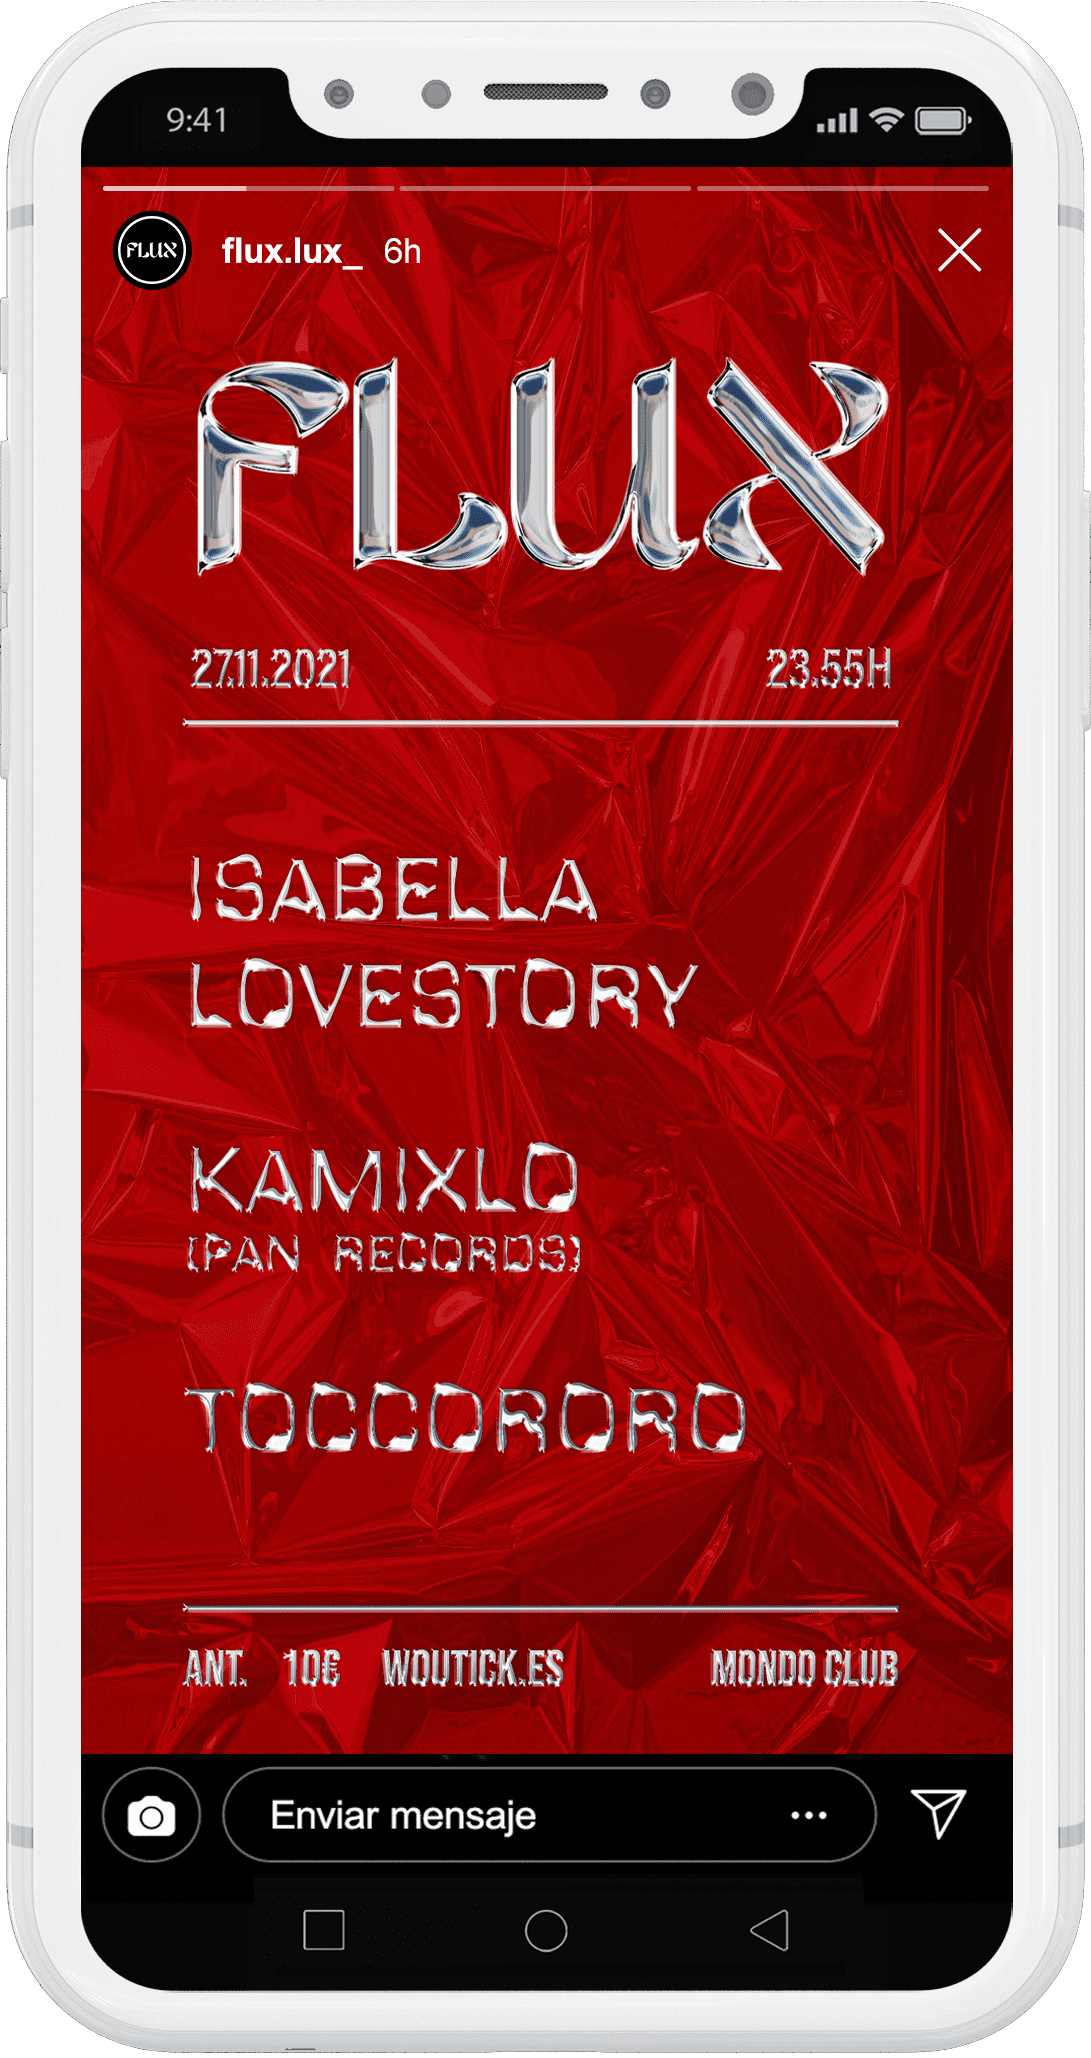 9:41
FLUX
flux.lux_ 6h
FLUX
27.11.2021 23.55H
ISABELLA
LOVESTORY
KAMIXLO
(PAN RECORDS)
TOCCORORO
ANT. 10€ WOUTICK.ES MONDO CLUB
Enviar mensaje